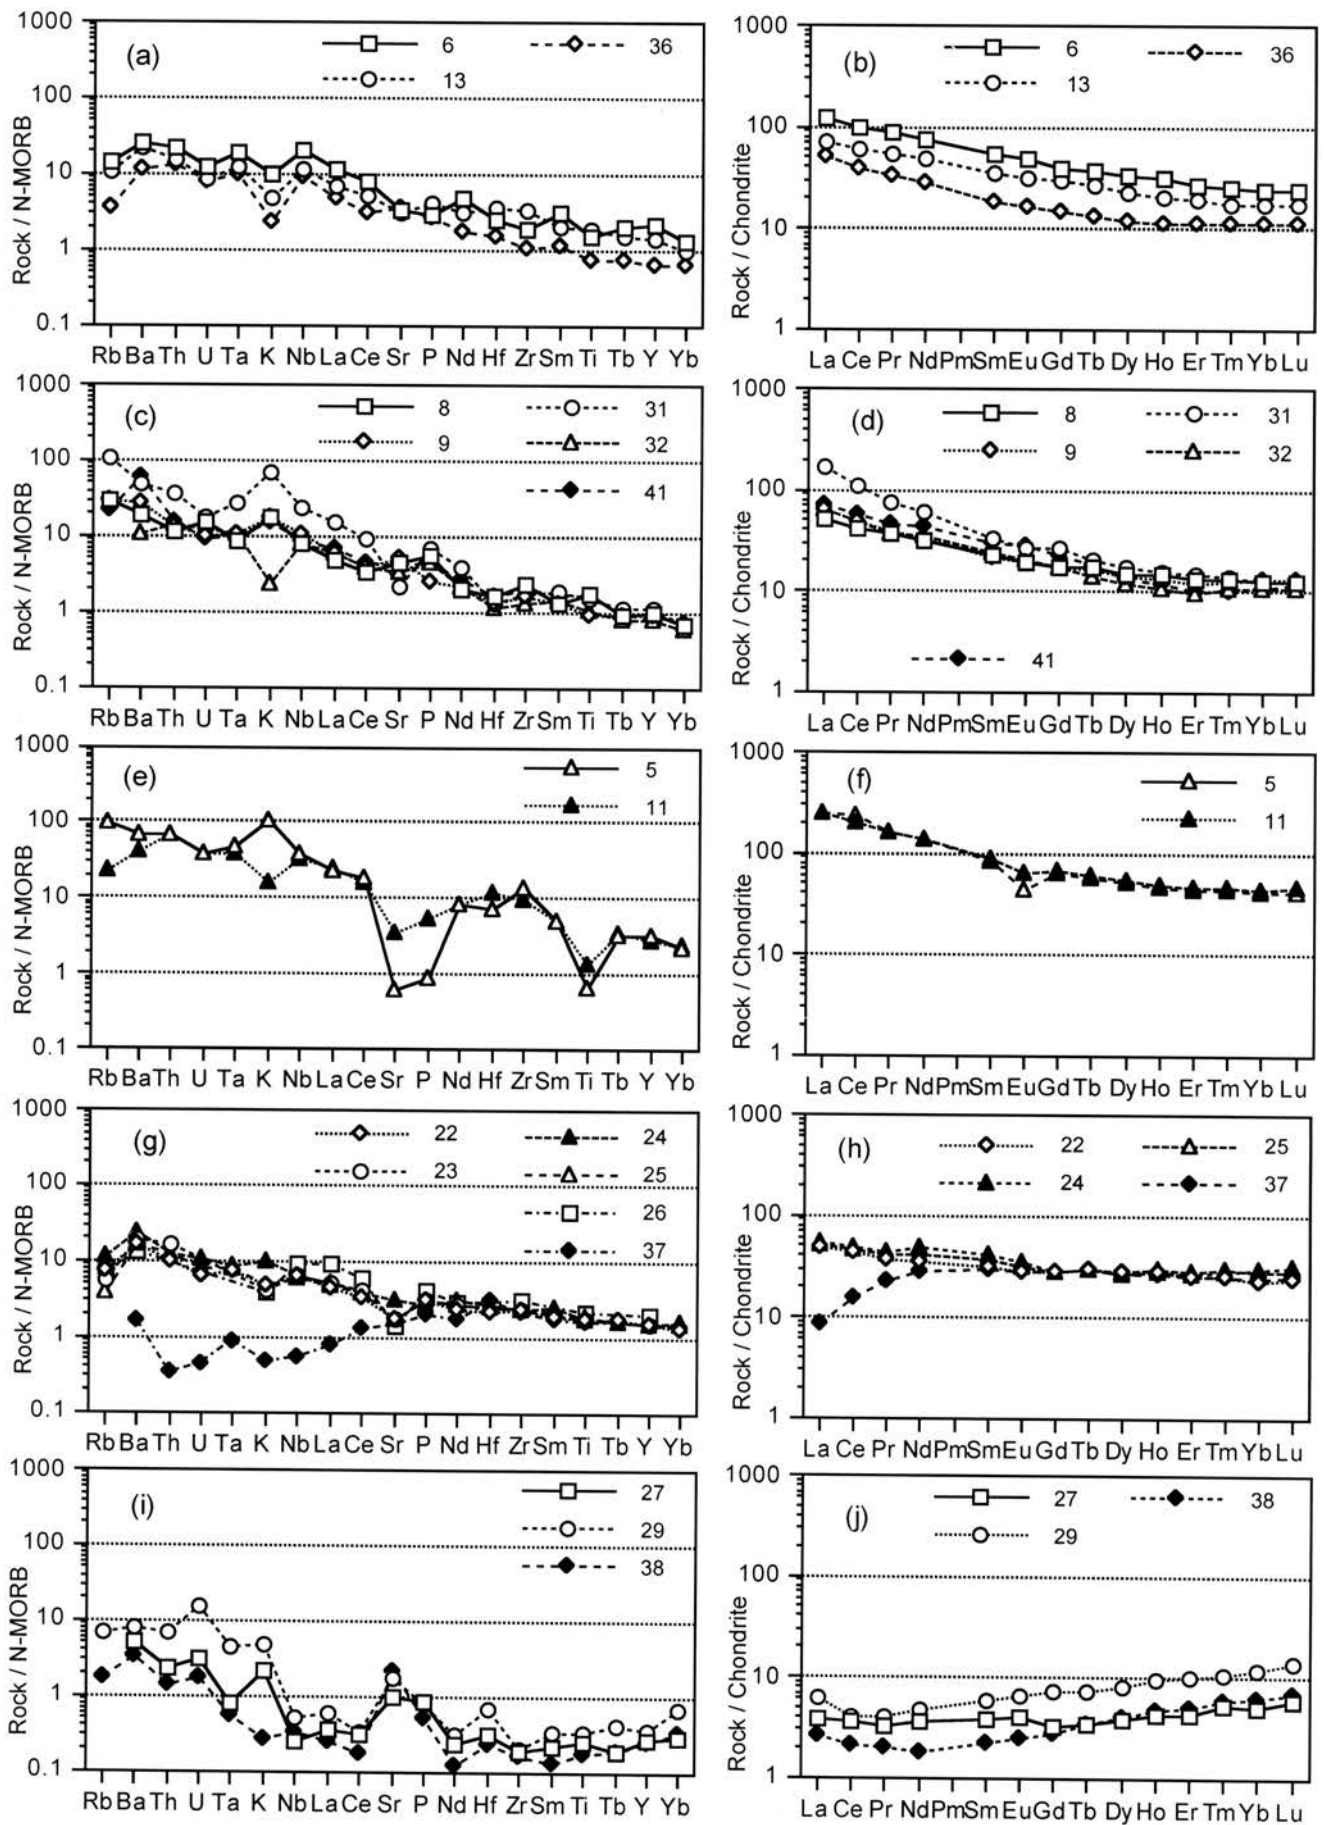 (a)
6
36
13
Rock / N-MORB
1000
100
10
1
0.1
Rb Ba Th U Ta K Nb La Ce Sr P Nd Hf Zr Sm Ti Tb Y Yb
(b)
6
36
13
Rock / Chondrite
1000
100
10
1
La Ce Pr Nd Pm Sm Eu Gd Tb Dy Ho Er Tm Yb Lu
(c)
8
31
9
32
41
Rock / N-MORB
1000
100
10
1
0.1
Rb Ba Th U Ta K Nb La Ce Sr P Nd Hf Zr Sm Ti Tb Y Yb
(d)
8
31
9
32
41
Rock / Chondrite
1000
100
10
1
La Ce Pr Nd Pm Sm Eu Gd Tb Dy Ho Er Tm Yb Lu
(e)
5
11
Rock / N-MORB
1000
100
10
1
0.1
Rb Ba Th U Ta K Nb La Ce Sr P Nd Hf Zr Sm Ti Tb Y Yb
(f)
5
11
Rock / Chondrite
1000
100
10
1
La Ce Pr Nd Pm Sm Eu Gd Tb Dy Ho Er Tm Yb Lu
(g)
22
24
23
25
26
37
Rock / N-MORB
1000
100
10
1
0.1
Rb Ba Th U Ta K Nb La Ce Sr P Nd Hf Zr Sm Ti Tb Y Yb
(h)
22
25
24
37
Rock / Chondrite
1000
100
10
1
La Ce Pr Nd Pm Sm Eu Gd Tb Dy Ho Er Tm Yb Lu
(i)
27
29
38
Rock / N-MORB
1000
100
10
1
0.1
Rb Ba Th U Ta K Nb La Ce Sr P Nd Hf Zr Sm Ti Tb Y Yb
(j)
27
38
29
Rock / Chondrite
1000
100
10
1
La Ce Pr Nd Pm Sm Eu Gd Tb Dy Ho Er Tm Yb Lu